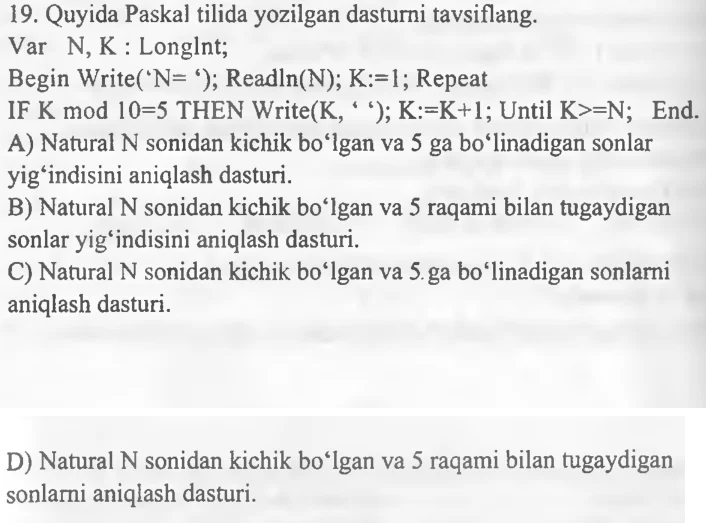 19. Quyida Paskal tilida yozilgan dasturni tavsiflang.
Var N, K : LongInt;
Begin Write(‘N= ‘); Readln(N); K:=1; Repeat
IF K mod 10=5 THEN Write(K, ‘ ‘); K:=K+1; Until K>=N; End.
A) Natural N sonidan kichik bo‘lgan va 5 ga bo‘linadigan sonlar
yig‘indisini aniqlash dasturi.
B) Natural N sonidan kichik bo‘lgan va 5 raqami bilan tugaydigan
sonlar yig‘indisini aniqlash dasturi.
C) Natural N sonidan kichik bo‘lgan va 5 ga bo‘linadigan sonlarni
aniqlash dasturi.
D) Natural N sonidan kichik bo‘lgan va 5 raqami bilan tugaydigan
sonlarni aniqlash dasturi.